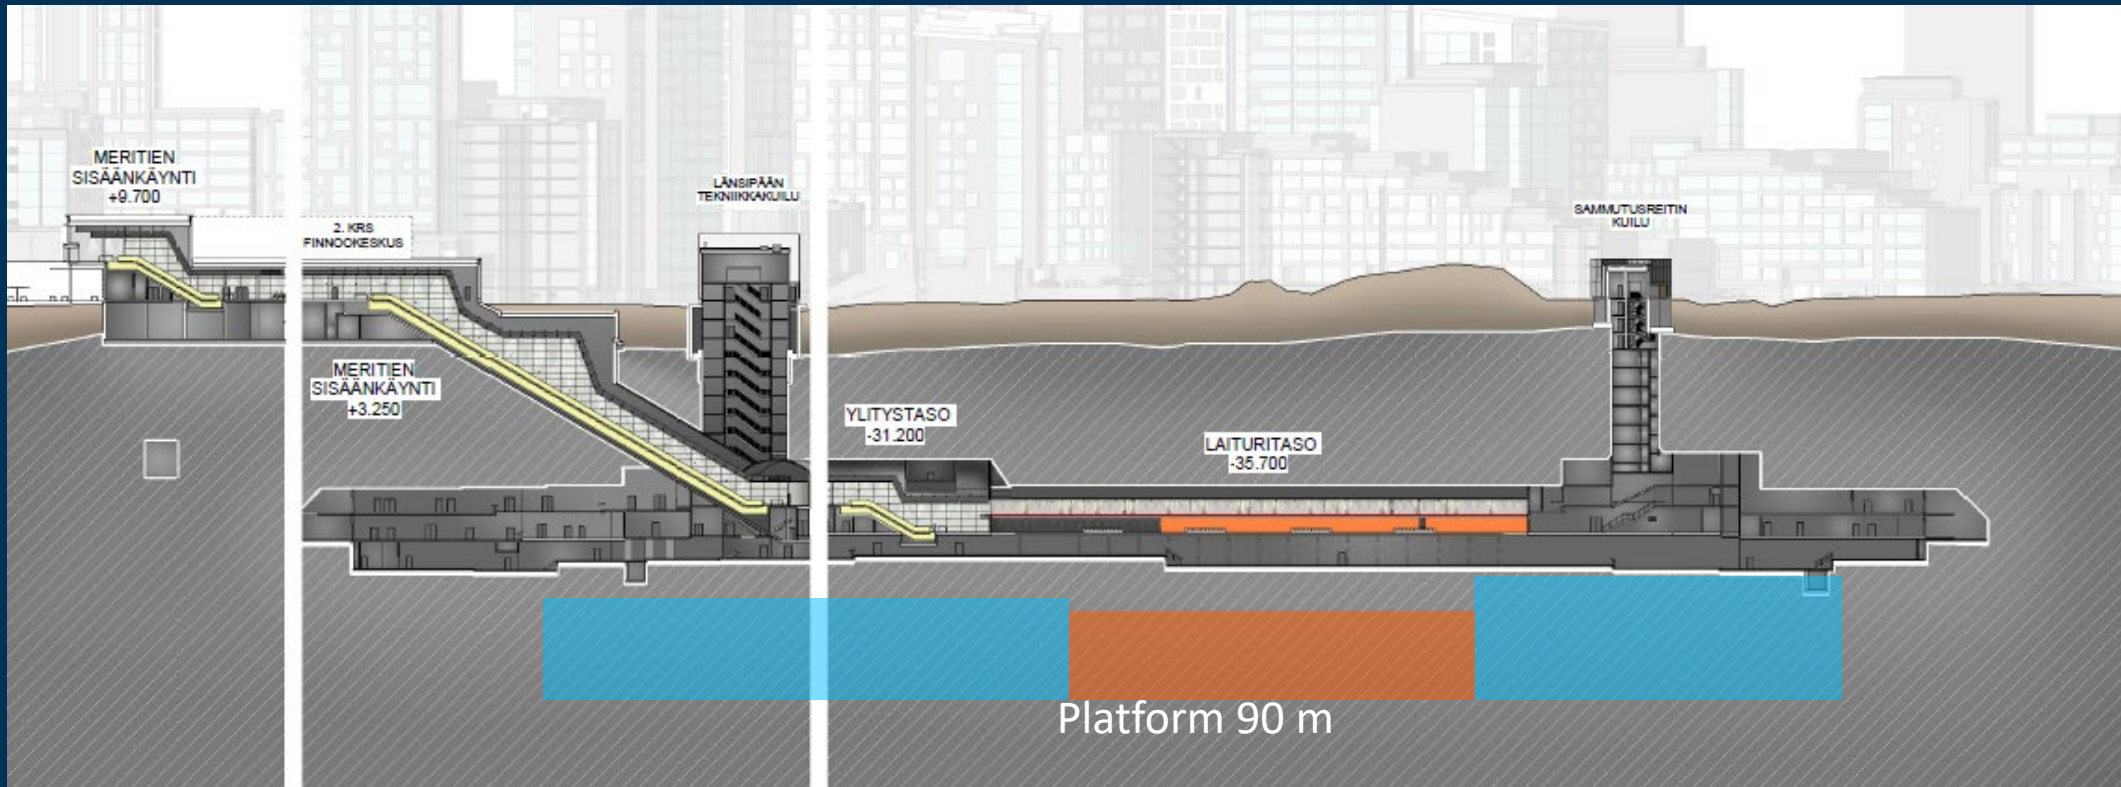 MERITIEN
SISÄÄNKÄYNTI
+9.700
2. KRS
FINNOOKESKUS
LÄNSIPÄÄN
TEKNIIKKAKUILU
SAMMUTUSREITIN
KUILU
MERITIEN
SISÄÄNKÄYNTI
+3.250
YLITYSTASO
-31.200
LAITURITASO
-35.700
Platform 90 m